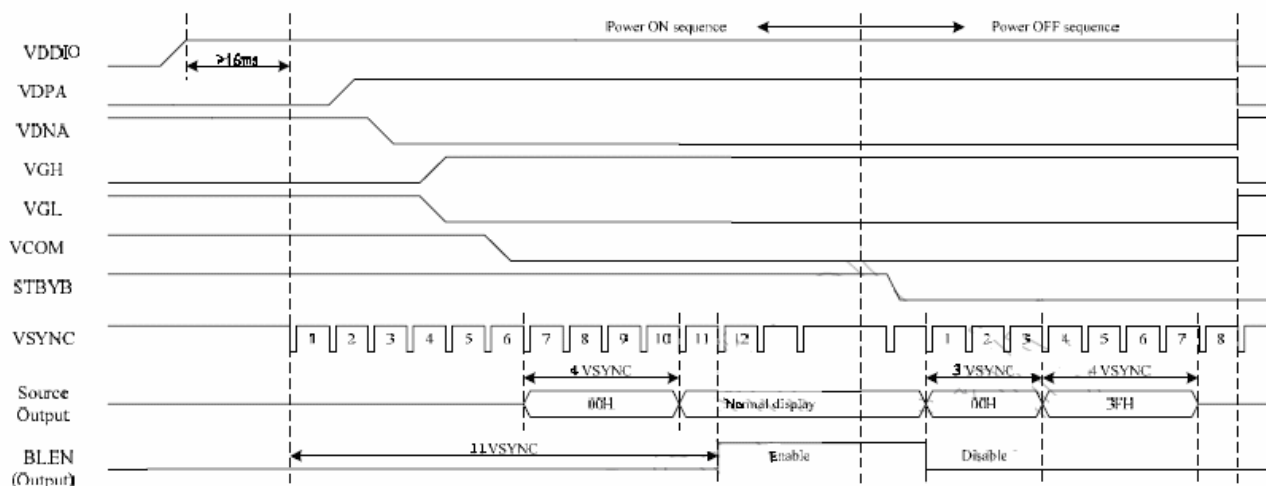 Power ON sequence Power OFF sequence
VDDIO
>16ms
VDPA
VDNA
VGH
VGL
VCOM
STBYB
VSYNC 1 2 3 4 5 6 7 8 9 10 11 12 1 2 3 4 5 6 7 8
4 VSYNC 3 VSYNC 4 VSYNC
Source
Output
00H Normal display 00H 3FH
11VSYNC
BLEN
(Output)
Enable Disable